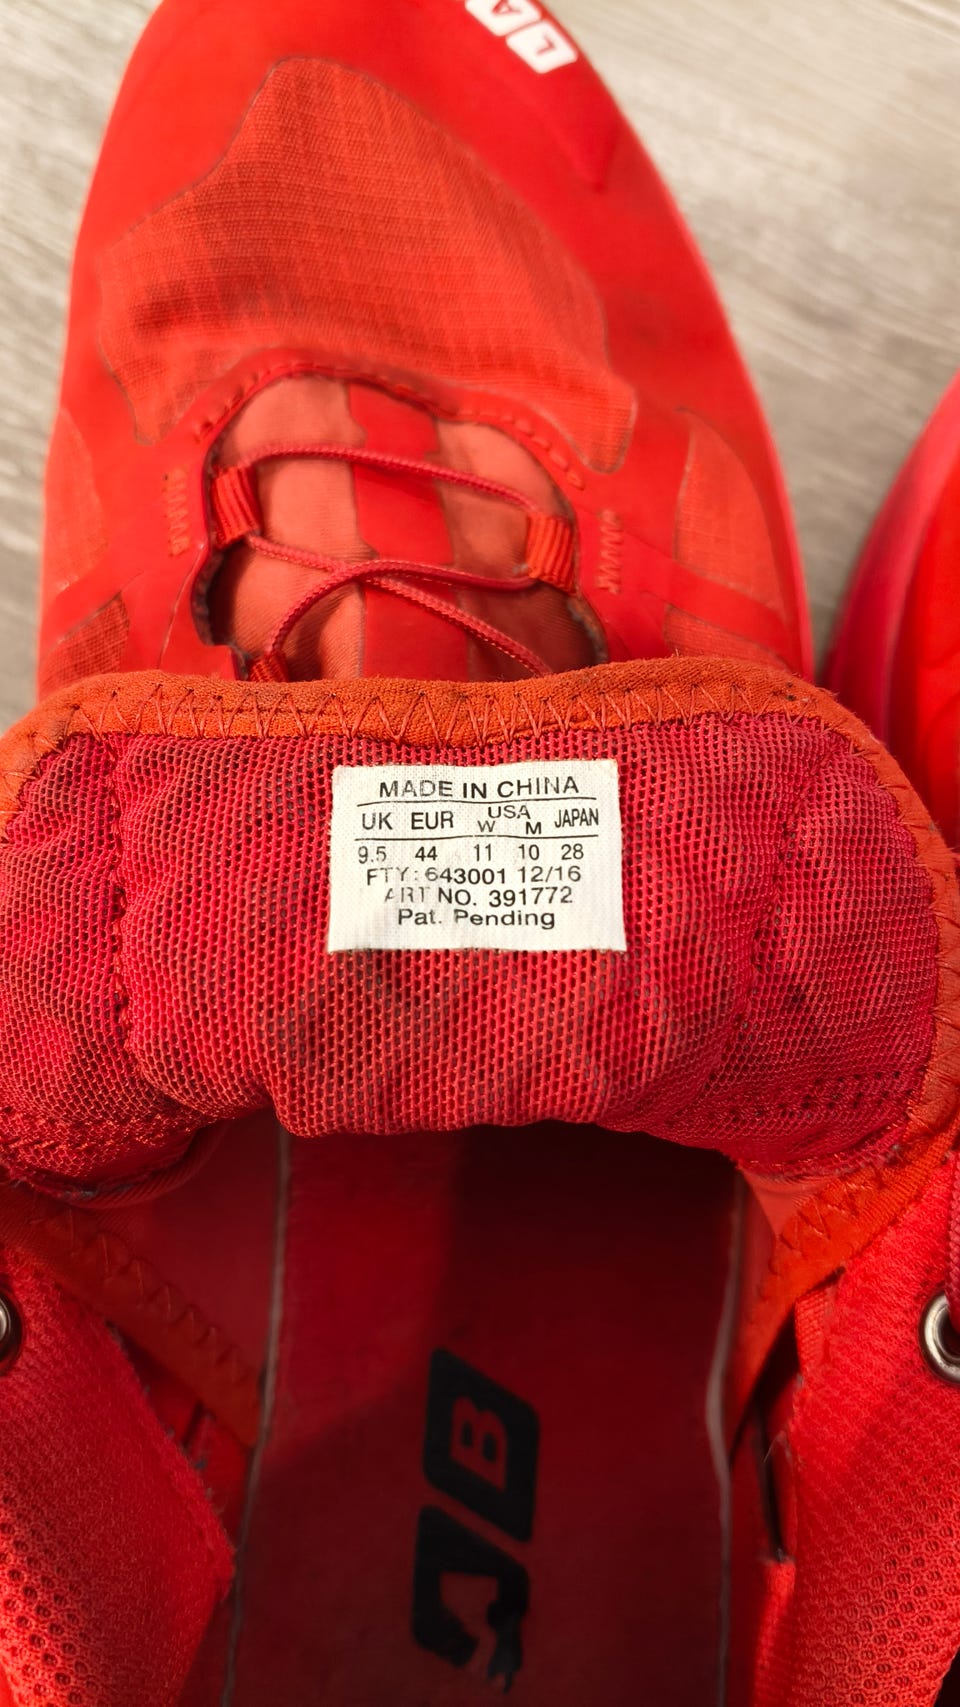 LA
MADE IN CHINA
UK EUR USA W M JAPAN
9.5 44 11 10 28
FTY: 643001 12/16
ART NO. 391772
Pat. Pending
B